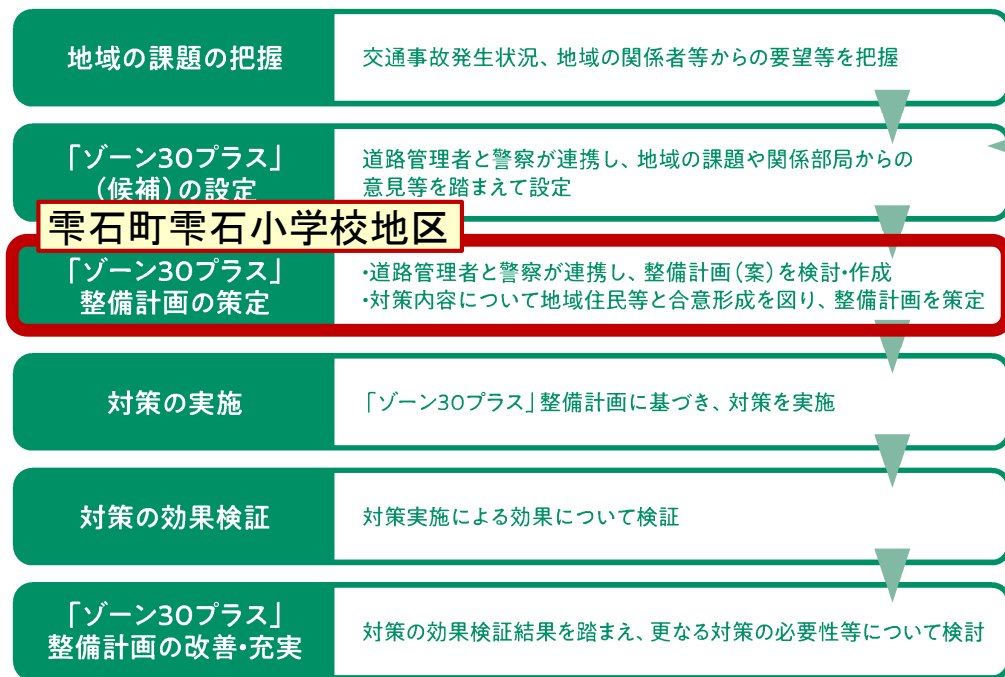 地域の課題の把握
交通事故発生状況、地域の関係者等からの要望等を把握
「ゾーン30プラス」
(候補)の設定
道路管理者と警察が連携し、地域の課題や関係部局からの
意見等を踏まえて設定
雫石町雫石小学校地区
「ゾーン30プラス」
整備計画の策定
・道路管理者と警察が連携し、整備計画(案)を検討・作成
・対策内容について地域住民等と合意形成を図り、整備計画を策定
対策の実施
「ゾーン30プラス」整備計画に基づき、対策を実施
対策の効果検証
対策実施による効果について検証
「ゾーン30プラス」
整備計画の改善・充実
対策の効果検証結果を踏まえ、更なる対策の必要性等について検討